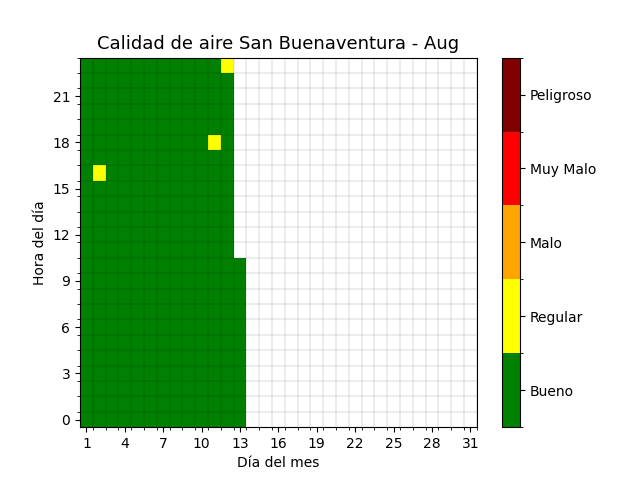 Calidad de aire San Buenaventura - Aug
21
18
15
12
9
6
3
0
Hora del día
1 4 7 10 13 16 19 22 25 28 31
Día del mes
Peligroso
Muy Malo
Malo
Regular
Bueno